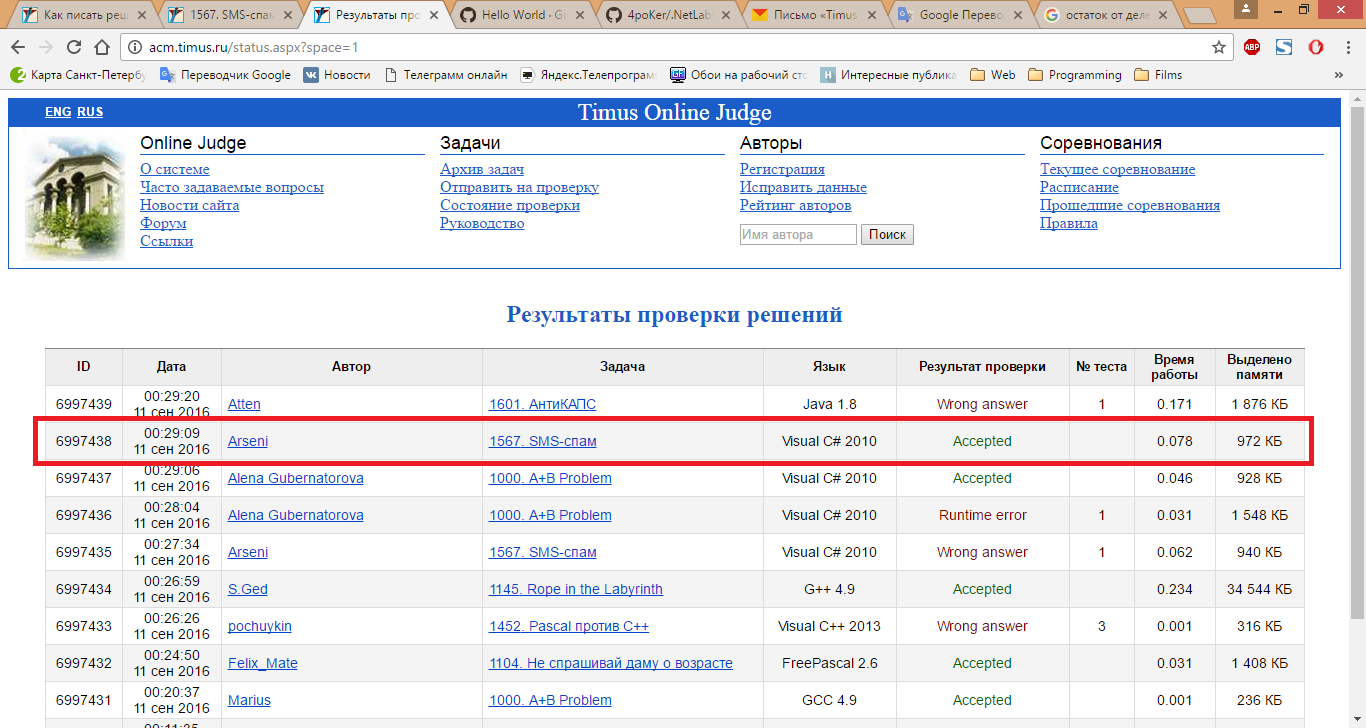 Как писать реш
1567. SMS-спам
Результаты про
Hello World · Gi
4poKer/.NetLab
Письмо «Timus
Google Перево
остаток от деле
acm.timus.ru/status.aspx?space=1
ABP
Карта Санкт-Петербу
Переводчик Google
Новости
Телеграмм онлайн
Яндекс.Телепрограм
Обои на рабочий сто
Интересные публика
Web
Programming
Films
»
ENG RUS
Timus Online Judge
Online Judge
О системе
Часто задаваемые вопросы
Новости сайта
Форум
Ссылки
Задачи
Архив задач
Отправить на проверку
Состояние проверки
Руководство
Авторы
Регистрация
Исправить данные
Рейтинг авторов
Имя автора Поиск
Соревнования
Текущее соревнование
Расписание
Прошедшие соревнования
Правила
Результаты проверки решений
ID Дата Автор Задача Язык Результат проверки № теста Время работы Выделено памяти
6997439 00:29:20 11 сен 2016 Atten 1601. АнтиКАПС Java 1.8 Wrong answer 1 0.171 1 876 КБ
6997438 00:29:09 11 сен 2016 Arseni 1567. SMS-спам Visual C# 2010 Accepted 0.078 972 КБ
6997437 00:29:06 11 сен 2016 Alena Gubernatorova 1000. A+B Problem Visual C# 2010 Accepted 0.046 928 КБ
6997436 00:28:04 11 сен 2016 Alena Gubernatorova 1000. A+B Problem Visual C# 2010 Runtime error 1 0.031 1 548 КБ
6997435 00:27:34 11 сен 2016 Arseni 1567. SMS-спам Visual C# 2010 Wrong answer 1 0.062 940 КБ
6997434 00:26:59 11 сен 2016 S.Ged 1145. Rope in the Labyrinth G++ 4.9 Accepted 0.234 34 544 КБ
6997433 00:26:26 11 сен 2016 pochuykin 1452. Pascal против C++ Visual C++ 2013 Wrong answer 3 0.001 316 КБ
6997432 00:24:50 11 сен 2016 Felix_Mate 1104. Не спрашивай даму о возрасте FreePascal 2.6 Accepted 0.031 1 408 КБ
6997431 00:20:37 11 сен 2016 Marius 1000. A+B Problem GCC 4.9 Accepted 0.001 236 КБ